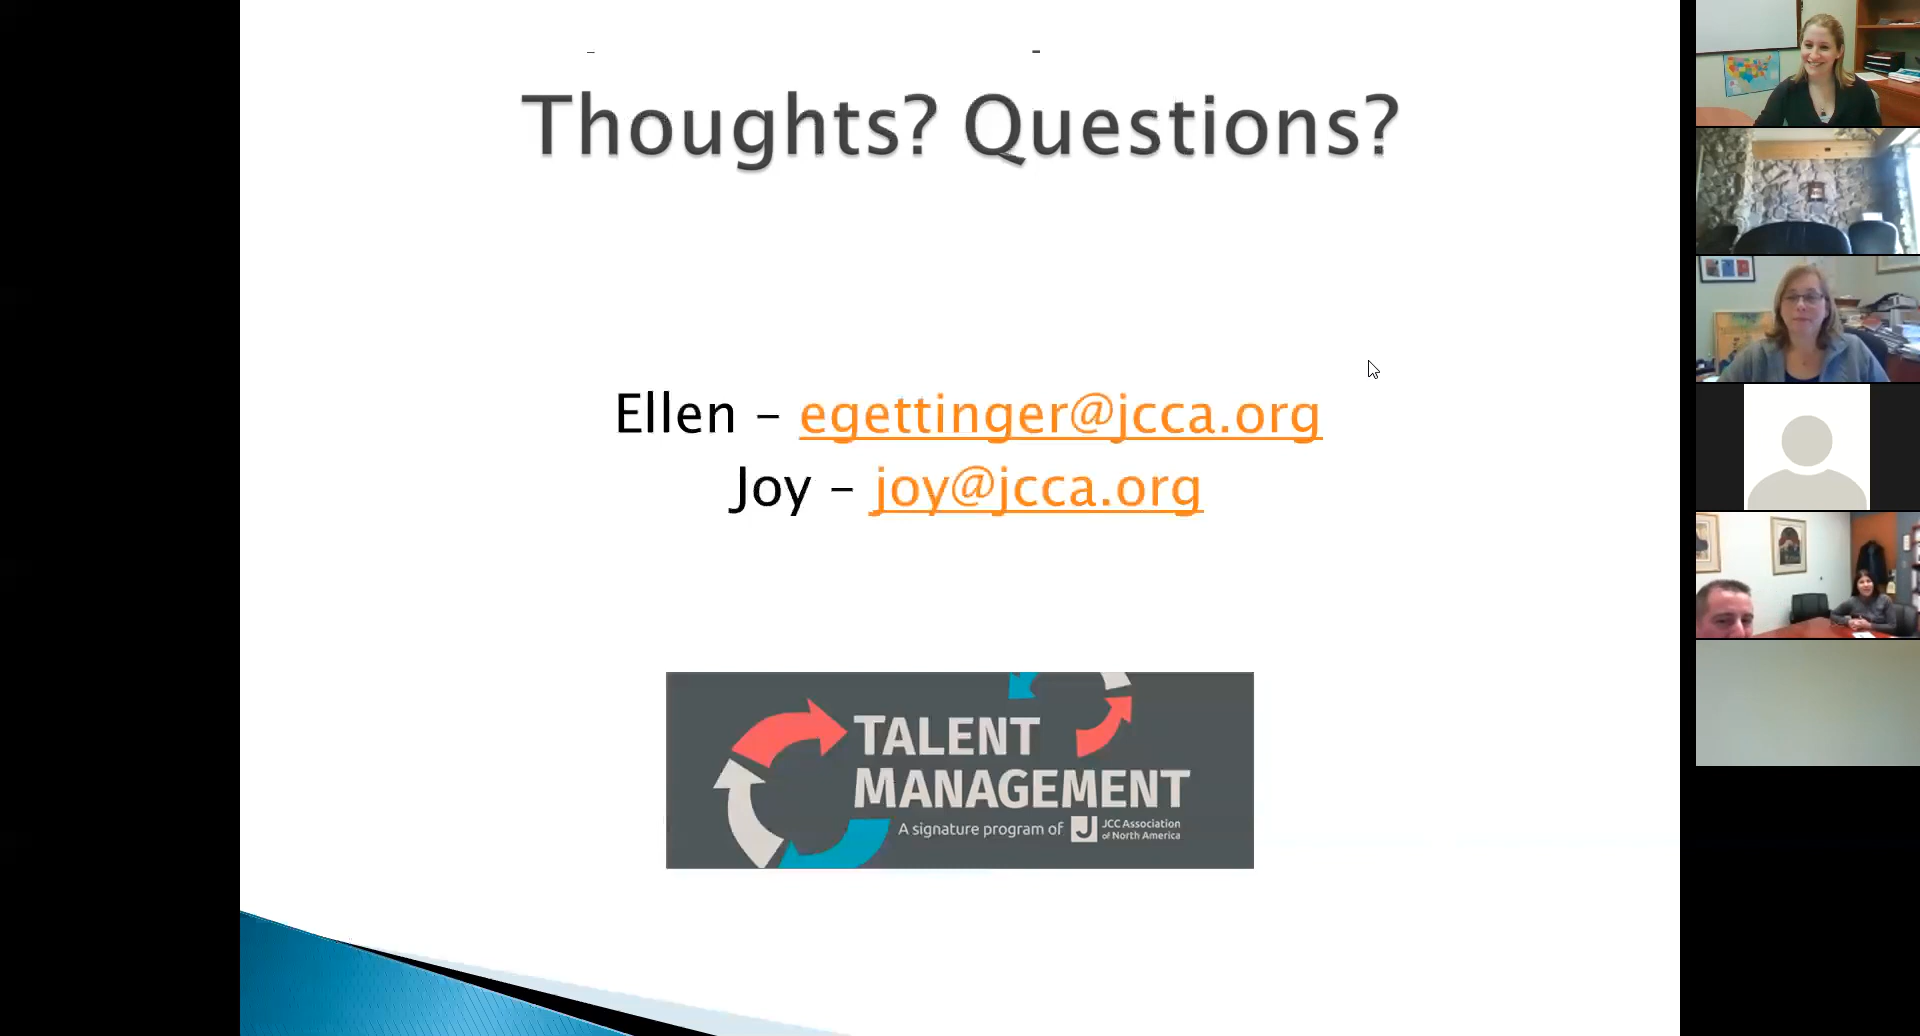 Thoughts? Questions?
Ellen – egettinger@jcca.org
Joy – joy@jcca.org
TALENT
MANAGEMENT
A signature program of J JCC Association
of North America